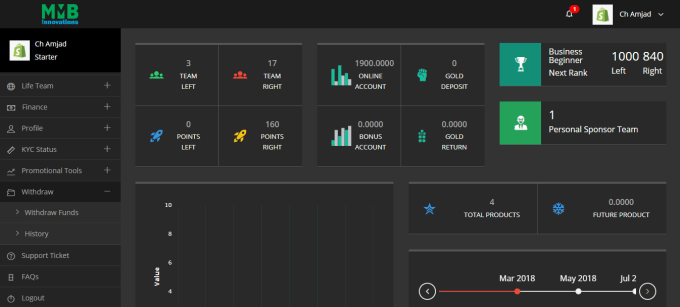 MMB
Innovations
1
Ch Amjad
Ch Amjad
Starter
Life Team
Finance
Profile
KYC Status
Promotional Tools
Withdraw
Withdraw Funds
History
Support Ticket
FAQs
Logout
3
TEAM
LEFT
17
TEAM
RIGHT
0
POINTS
LEFT
160
POINTS
RIGHT
1900.0000
ONLINE
ACCOUNT
0
GOLD
DEPOSIT
0.0000
BONUS
ACCOUNT
0.0000
GOLD
RETURN
Business
Beginner
Next Rank
1000 840
Left Right
1
Personal Sponsor Team
10
8
6
4
Value
4
TOTAL PRODUCTS
0.0000
FUTURE PRODUCT
Mar 2018 May 2018 Jul 2